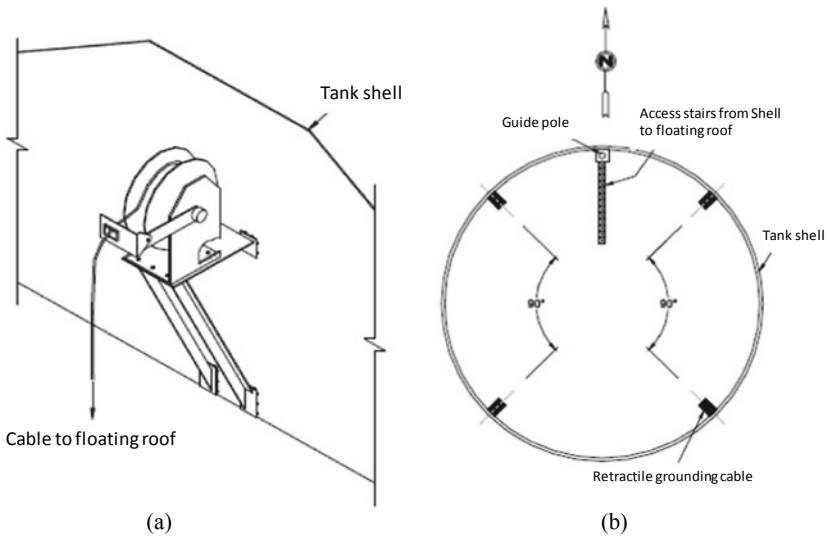 Tank shell
Cable to floating roof
(a)
N
Guide pole
Access stairs from Shell
to floating roof
Tank shell
90°
90°
Retractile grounding cable
(b)